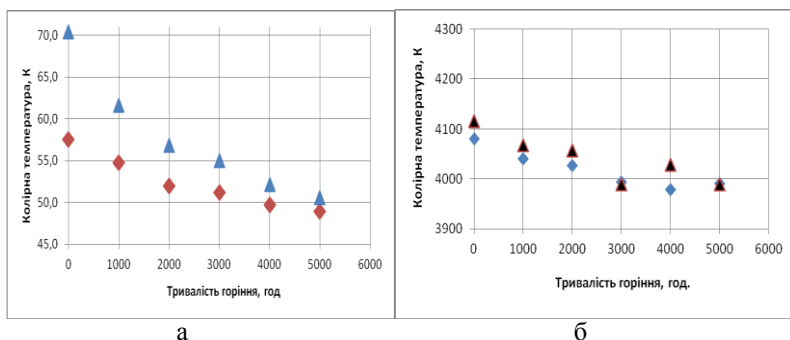 Колірна температура, К
70,0
65,0
60,0
55,0
50,0
45,0
0 1000 2000 3000 4000 5000 6000
Тривалість горіння, год
а
Колірна температура, К
4300
4200
4100
4000
3900
0 1000 2000 3000 4000 5000 6000
Тривалість горіння, год.
б